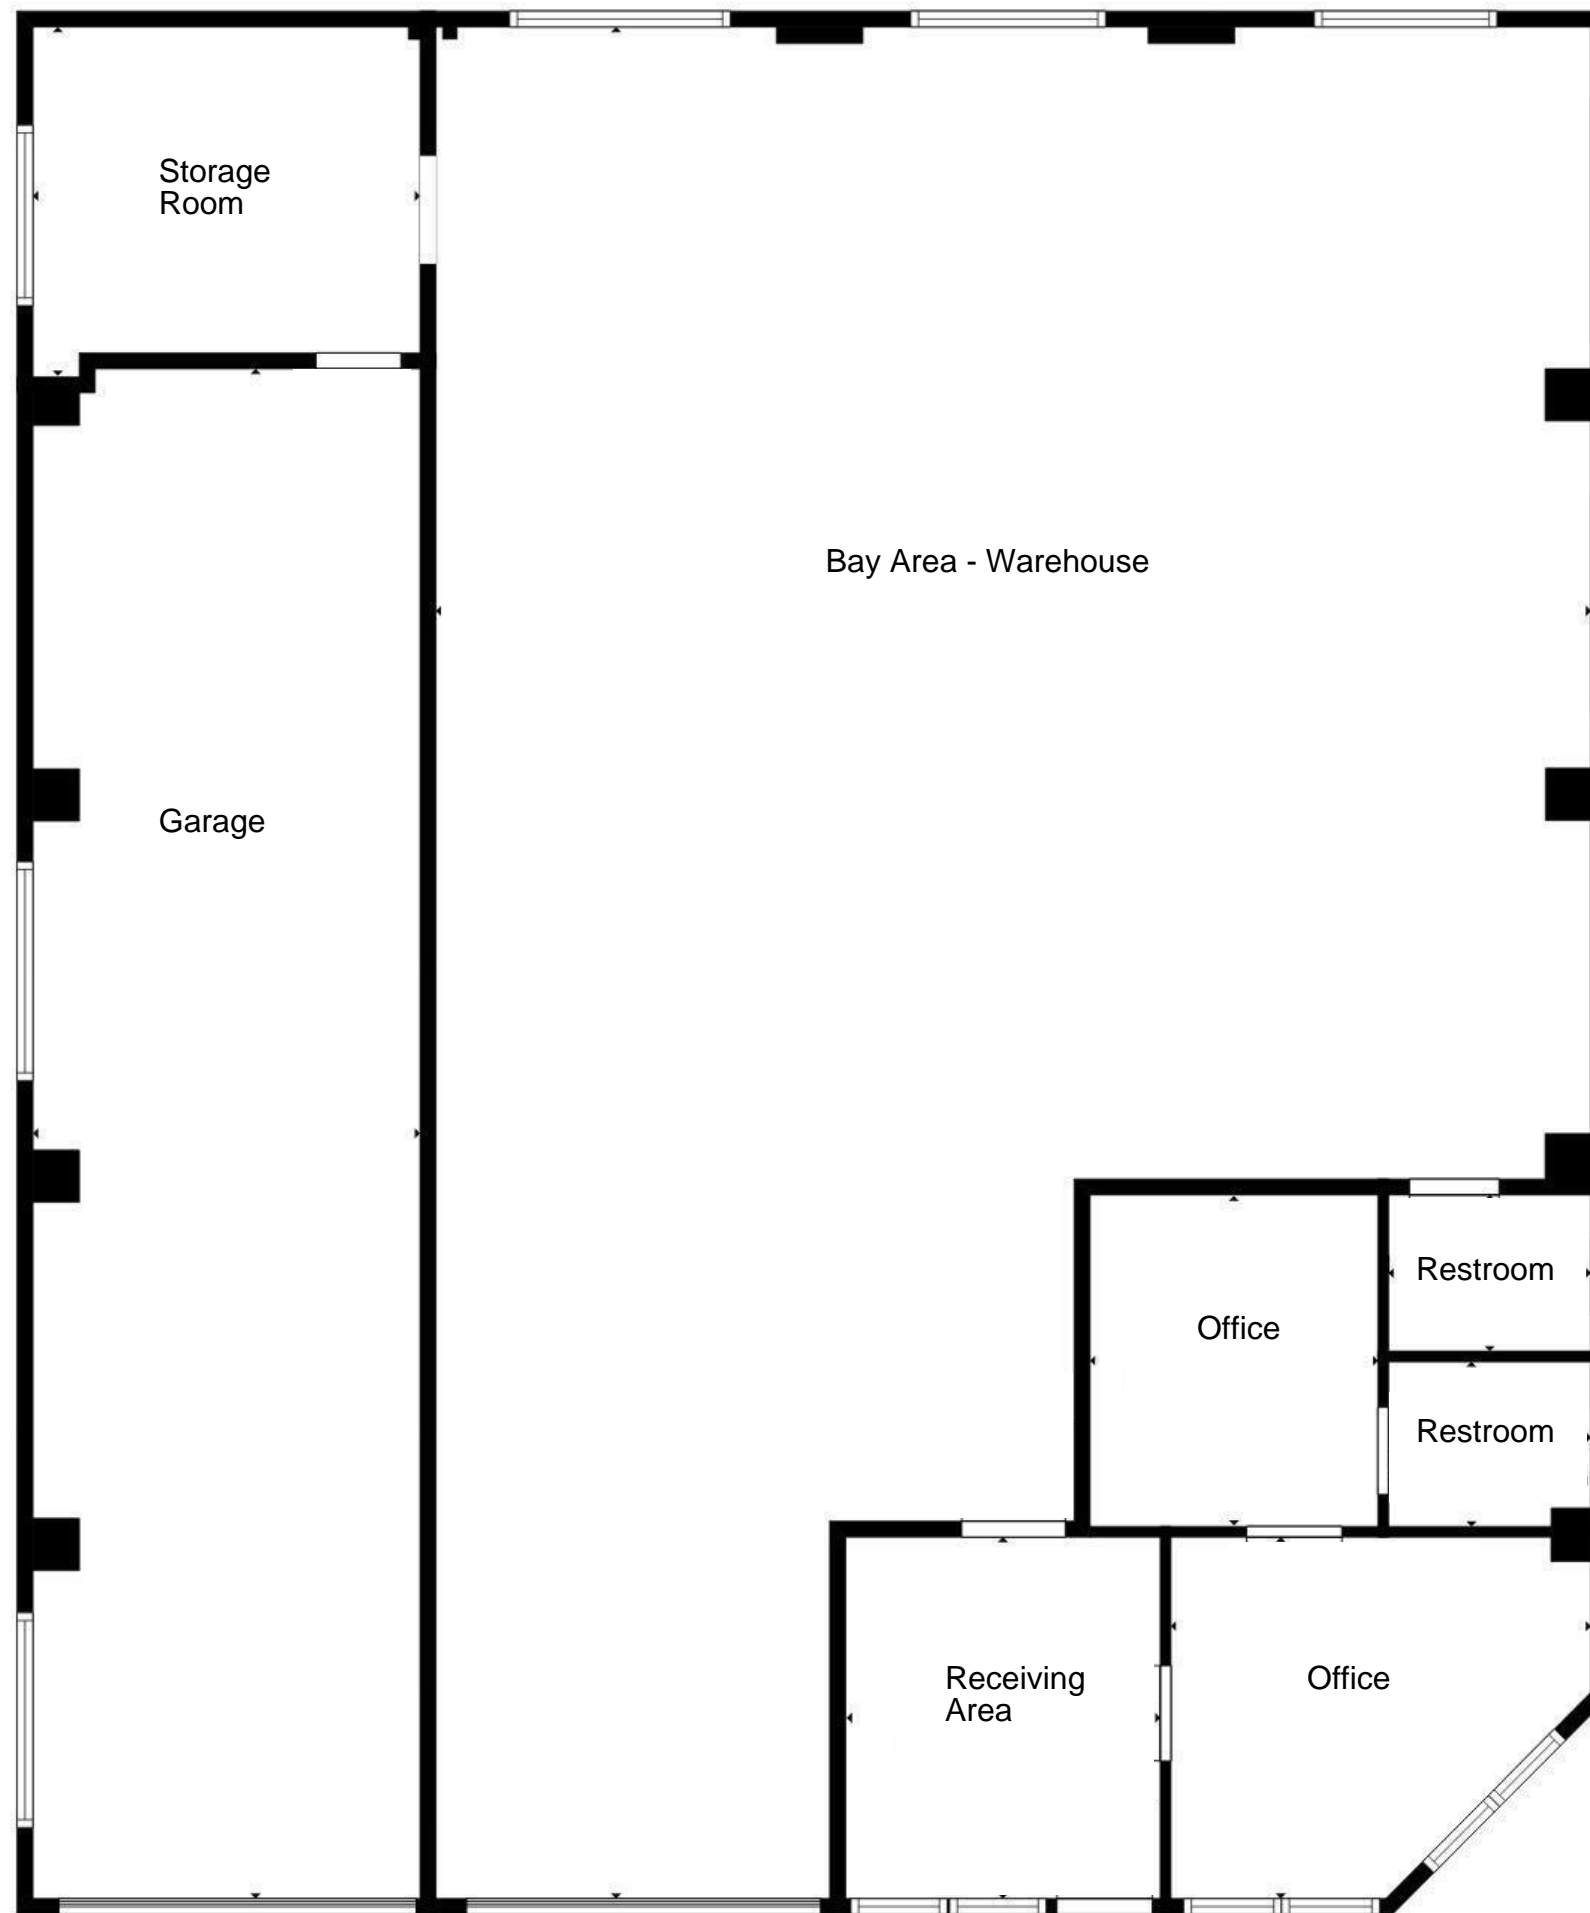 Storage
Room
Bay Area - Warehouse
Garage
Restroom
Office
Restroom
Receiving
Area
Office